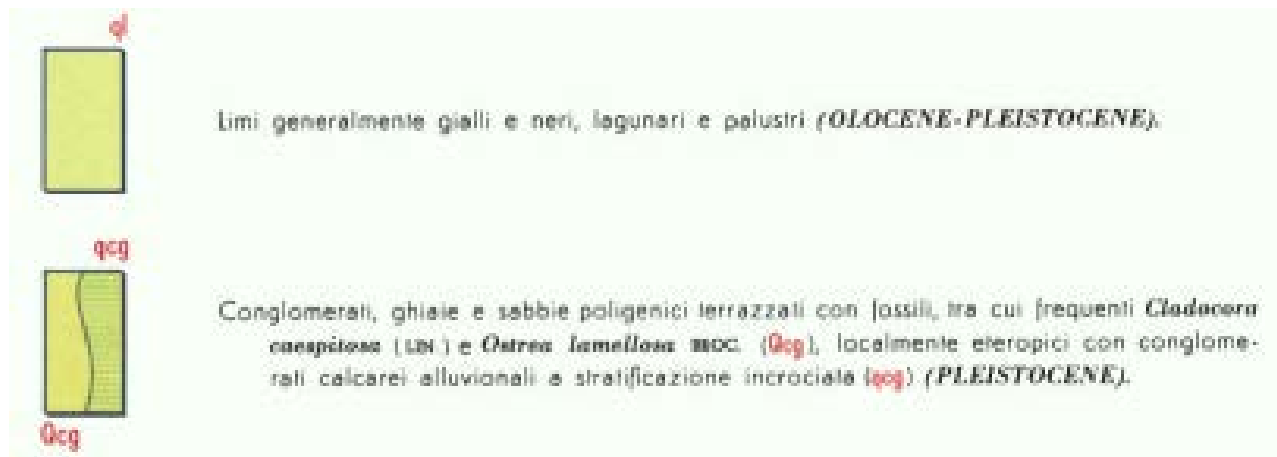 ql
Limi generalmente gialli e neri, lagunari e palustri (OLOCENE-PLEISTOCENE).
qcg
Conglomerati, ghiaie e sabbie poligenici terrazzati con fossili, tra cui frequenti Cladocora
caespitosa (LIN.) e Ostrea lamellosa BROC. (Qcg), localmente eteropici con conglome-
rati calcarei alluvionali a stratificazione incrociata (qcg) (PLEISTOCENE).
Qcg